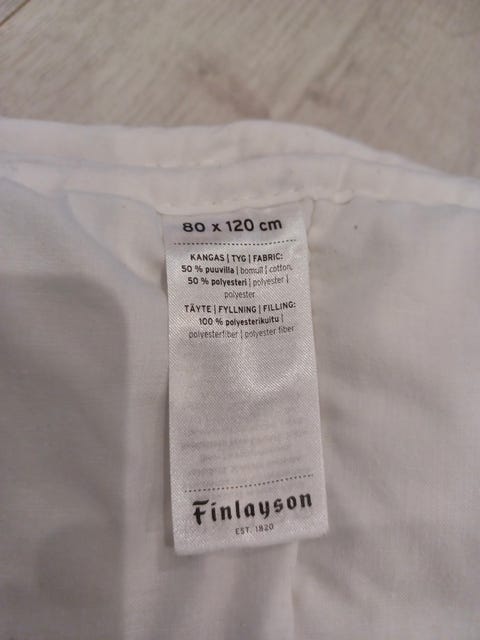 80 x 120 cm
KANGAS | TYG | FABRIC:
50 % puuvilla | bomull | cotton,
50 % polyesteri | polyester |
polyester
TÄYTE | FYLLNING | FILLING:
100 % polyesterikuitu |
polyesterfiber | polyester fiber
Finlayson
EST. 1820